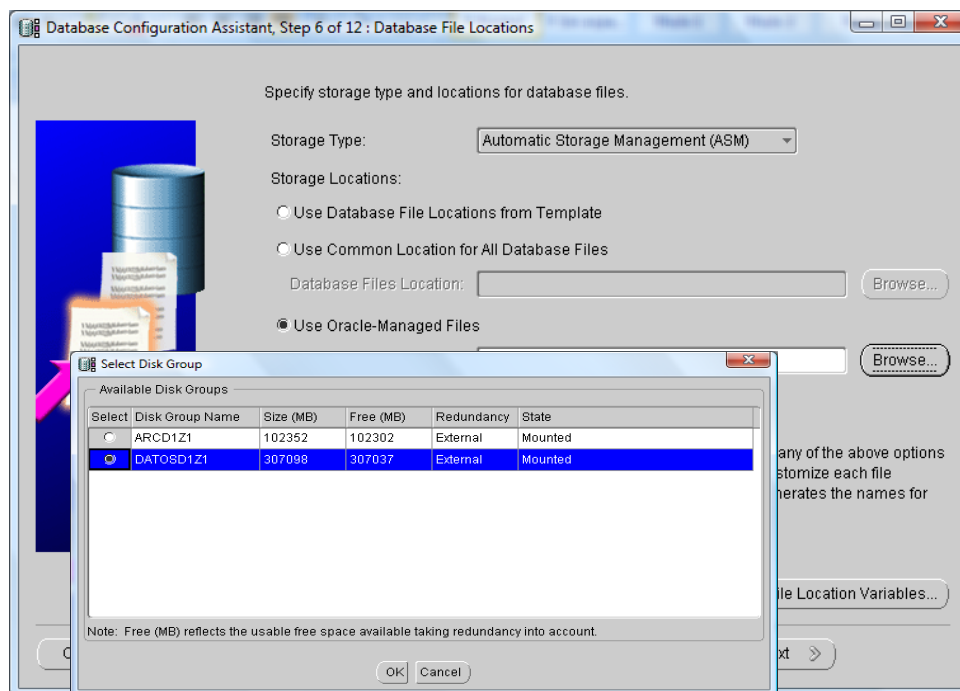 Database Configuration Assistant, Step 6 of 12 : Database File Locations
Specify storage type and locations for database files.
Storage Type: Automatic Storage Management (ASM)
Storage Locations:
Use Database File Locations from Template
Use Common Location for All Database Files
Database Files Location: Browse...
Use Oracle-Managed Files
Browse...
Select Disk Group
Available Disk Groups
Select Disk Group Name Size (MB) Free (MB) Redundancy State
ARCD1Z1 102352 102302 External Mounted
DATOSD1Z1 307098 307037 External Mounted
any of the above options
each file
the names for
Location Variables...
Note: Free (MB) reflects the usable free space available taking redundancy into account.
OK Cancel